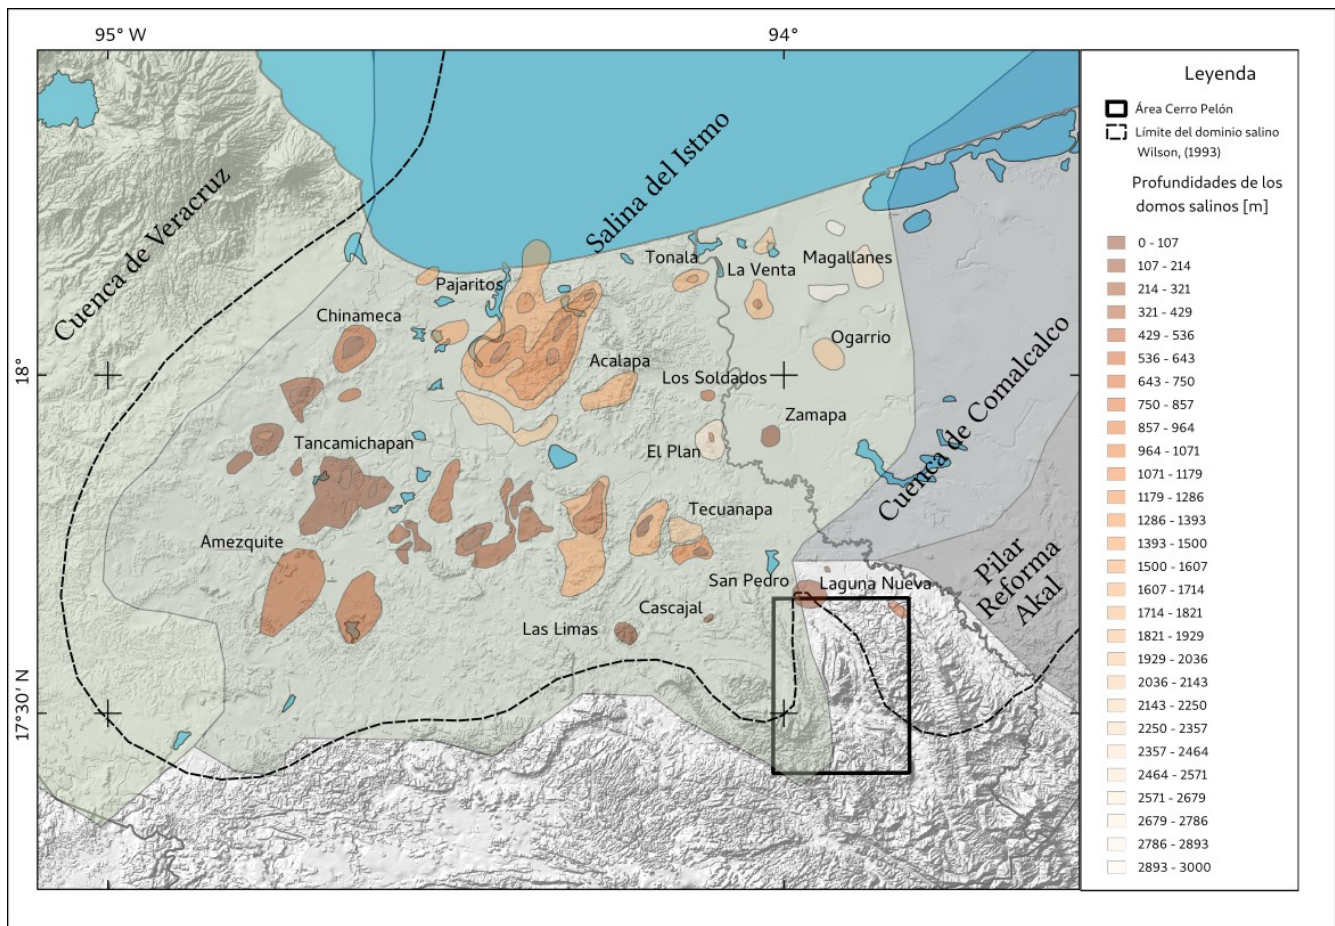 95° W
94°
18°
17°30' N
Cuenca de Veracruz
Salina del Istmo
Cuenca de Comalcalco
Pilar
Reforma
Akal
Tonala
La Venta
Magallanes
Pajaritos
Chinameca
Ogarrio
Acalapa
Los Soldados
Zamapa
Tancamichapan
El Plan
Tecuanapa
Amezquite
San Pedro
Laguna Nueva
Cascajal
Las Limas
Leyenda
Área Cerro Pelón
Límite del dominio salino
Wilson, (1993)
Profundidades de los
domos salinos [m]
0 - 107
107 - 214
214 - 321
321 - 429
429 - 536
536 - 643
643 - 750
750 - 857
857 - 964
964 - 1071
1071 - 1179
1179 - 1286
1286 - 1393
1393 - 1500
1500 - 1607
1607 - 1714
1714 - 1821
1821 - 1929
1929 - 2036
2036 - 2143
2143 - 2250
2250 - 2357
2357 - 2464
2464 - 2571
2571 - 2679
2679 - 2786
2786 - 2893
2893 - 3000